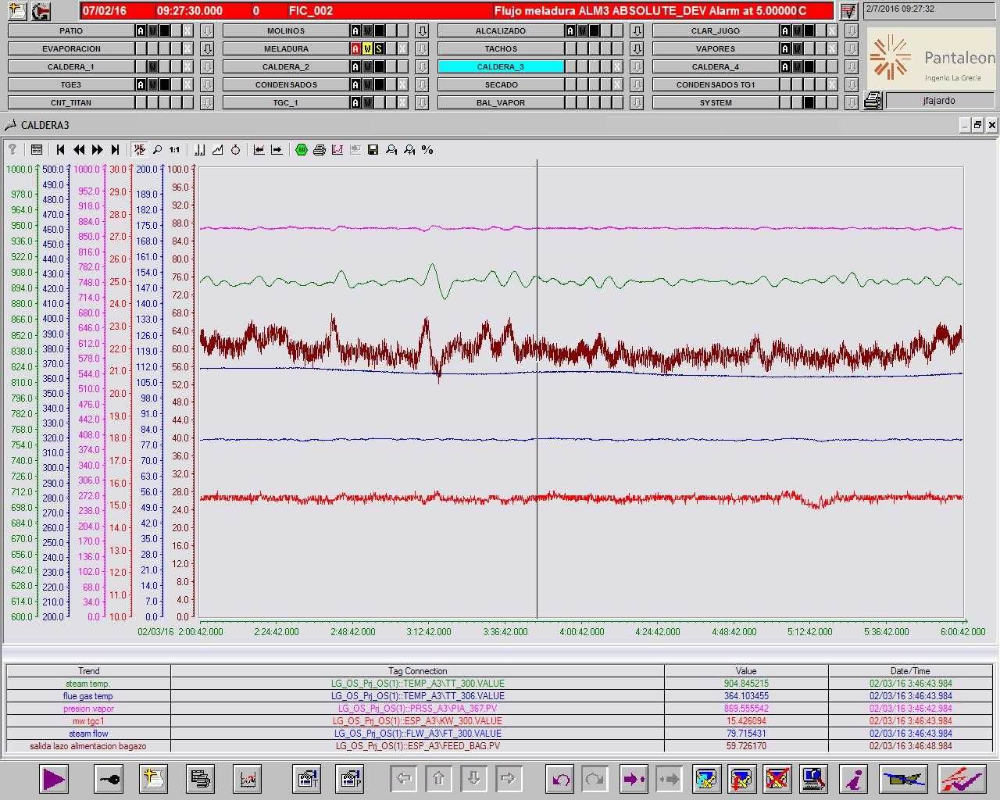 07/02/16 09:27:30.000 0 FIC_002 Flujo meladura ALM3 ABSOLUTE_DEV Alarm at 5.00000 C
2/7/2016 09:27:32
PATIO A W X MOLINOS A W ALCALIZADO A W CLAR_JUGO A W X
EVAPORACION X MELADURA A W S X TACHOS VAPORES A W
CALDERA_1 W CALDERA_2 A W CALDERA_3 X CALDERA_4 A W X
TGE3 A W CONDENSADOS A W X SECADO CONDENSADOS TG1 X
CNT_TITAN TGC_1 A W X BAL_VAPOR SYSTEM
Pantaleon
Ingenio La Grecia
jfajardo
CALDERA3
? 1:1 GO %
1000.0 500.0 1000.0 30.0 200.0 100.0
490.0
978.0 952.0 29.0 189.0 96.0
480.0
964.0 470.0 918.0 28.0 182.0 92.0
950.0 460.0 884.0 175.0 88.0
936.0 450.0 850.0 27.0 168.0 84.0
922.0 440.0 816.0 26.0 161.0 80.0
908.0 430.0 782.0 154.0 76.0
894.0 420.0 748.0 25.0 147.0
880.0 410.0 714.0 24.0 140.0 72.0
866.0 400.0 680.0 133.0 68.0
852.0 390.0 646.0 23.0 126.0 64.0
838.0 380.0 612.0 22.0 119.0 60.0
824.0 370.0 578.0 112.0 56.0
810.0 360.0 544.0 21.0 105.0
796.0 350.0 510.0 20.0 98.0 52.0
782.0 340.0 476.0 91.0 48.0
768.0 330.0 442.0 19.0 84.0 44.0
754.0 320.0 408.0 18.0 77.0 40.0
740.0 310.0 374.0 70.0 36.0
726.0 300.0 340.0 17.0 63.0 32.0
712.0 290.0 306.0 16.0 56.0
698.0 280.0 272.0 49.0 28.0
684.0 270.0 238.0 15.0 42.0 24.0
670.0 260.0 204.0 14.0 35.0 20.0
656.0 250.0 170.0 28.0 16.0
642.0 240.0 136.0 13.0 21.0 12.0
628.0 230.0 102.0 12.0 14.0 8.0
614.0 220.0 68.0 11.0 7.0 4.0
210.0 34.0
600.0 200.0 0.0 10.0 0.0 0.0
02/03/16 2:00:42.000 2:24:42.000 2:48:42.000 3:12:42.000 3:36:42.000 4:00:42.000 4:24:42.000 4:48:42.000 5:12:42.000 5:36:42.000 6:00:42.000
Trend Tag Connection Value Date/Time
steam temp. LG_OS_Prj_OS(1)::TEMP_A3\TT_300.VALUE 904.845215 02/03/16 3:46:43.984
flue gas temp LG_OS_Prj_OS(1)::TEMP_A3\TT_306.VALUE 364.103455 02/03/16 3:46:43.984
presion vapor LG_OS_Prj_OS(1)::PRSS_A3\PIA_367.PV 869.555542 02/03/16 3:46:42.984
mw tgc1 LG_OS_Prj_OS(1)::ESP_A3\KW_300.VALUE 15.426094 02/03/16 3:46:43.984
steam flow LG_OS_Prj_OS(1)::FLW_A3\FT_300.VALUE 79.715431 02/03/16 3:46:43.984
salida lazo alimentacion bagazo LG_OS_Prj_OS(1)::ESP_A3\FEED_BAG.PV 59.726170 02/03/16 3:46:48.984